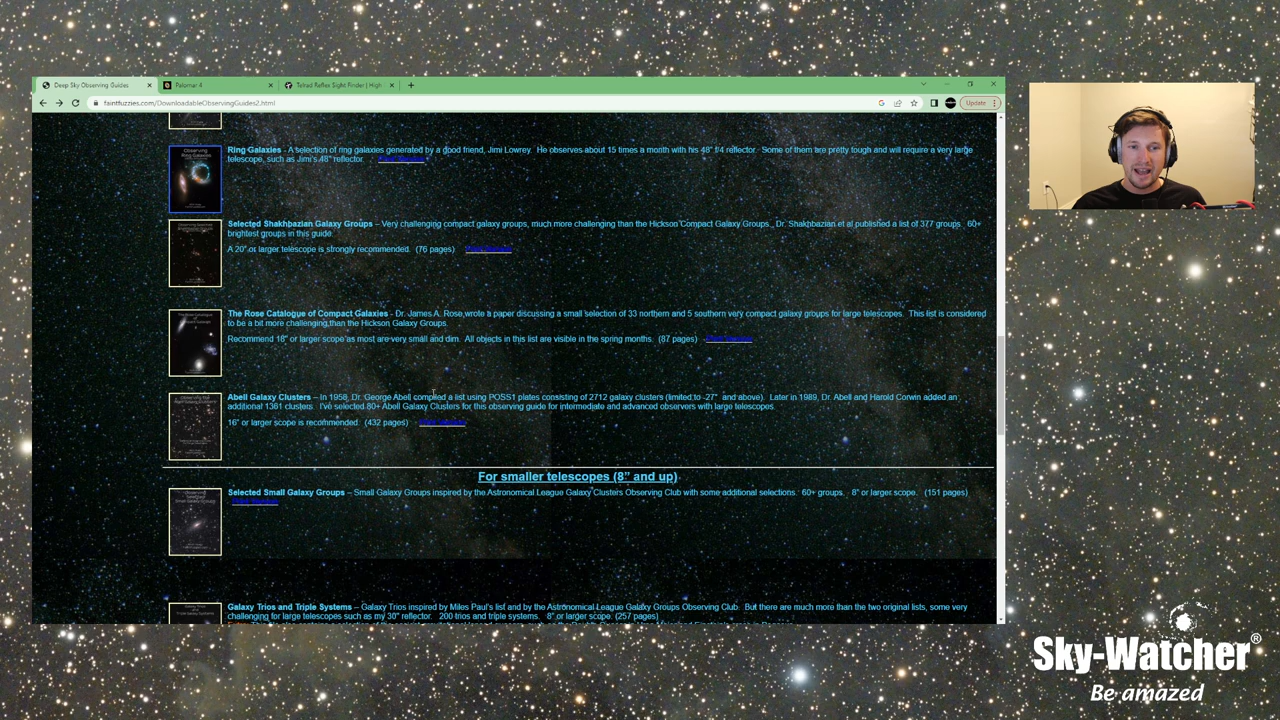 Deep Sky Observing Guides
Palomar 4
Telrad Reflex Sight Finder | High
faintfuzzies.com/DownloadableObservingGuides2.html
Update
Observing
Ring Galaxies
Ring Galaxies - A selection of ring galaxies generated by a good friend, Jimi Lowrey. He observes about 15 times a month with his 48" f/4 reflector. Some of them are pretty tough and will require a very large
telescope, such as Jimi's 48" reflector.
Selected Shakhbazian Galaxy Groups – Very challenging compact galaxy groups, much more challenging than the Hickson Compact Galaxy Groups. Dr. Shakhbazian et al published a list of 377 groups. 60+
brightest groups in this guide.
A 20" or larger telescope is strongly recommended. (76 pages)
The Rose Catalogue of Compact Galaxies - Dr. James A. Rose wrote a paper discussing a small selection of 33 northern and 5 southern very compact galaxy groups for large telescopes. This list is considered
to be a bit more challenging than the Hickson Galaxy Groups.
Recommend 18" or larger scope as most are very small and dim. All objects in this list are visible in the spring months. (87 pages)
Abell Galaxy Clusters – In 1958, Dr. George Abell compiled a list using POSS1 plates consisting of 2712 galaxy clusters (limited to -27° and above). Later in 1989, Dr. Abell and Harold Corwin added an
additional 1361 clusters. I've selected 80+ Abell Galaxy Clusters for this observing guide for intermediate and advanced observers with large telescopes.
16" or larger scope is recommended. (432 pages)
For smaller telescopes (8" and up)
Selected Small Galaxy Groups – Small Galaxy Groups inspired by the Astronomical League Galaxy Clusters Observing Club with some additional selections. 60+ groups. 8" or larger scope. (151 pages)
Galaxy Trios and Triple Systems – Galaxy Trios inspired by Miles Paul's list and by the Astronomical League Galaxy Groups Observing Club. But there are much more than the two original lists, some very
challenging for large telescopes such as my 30" reflector. 200 trios and triple systems. 8" or larger scope. (257 pages)
Sky-Watcher®
Be amazed